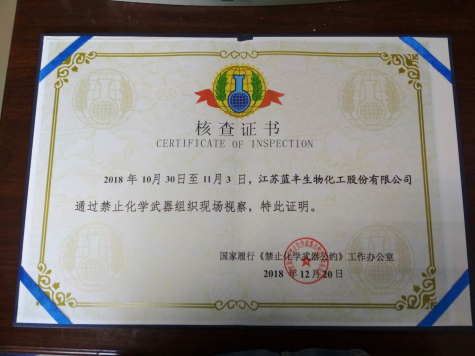 核查证书
CERTIFICATE OF INSPECTION
2018 年 10月 30日至 11月 3 日，江苏蓝丰生物化工股份有限公司
通过禁止化学武器组织现场视察，特此证明。
国家履行《禁止化学武器公约》工作办公室
2018 年12月20日